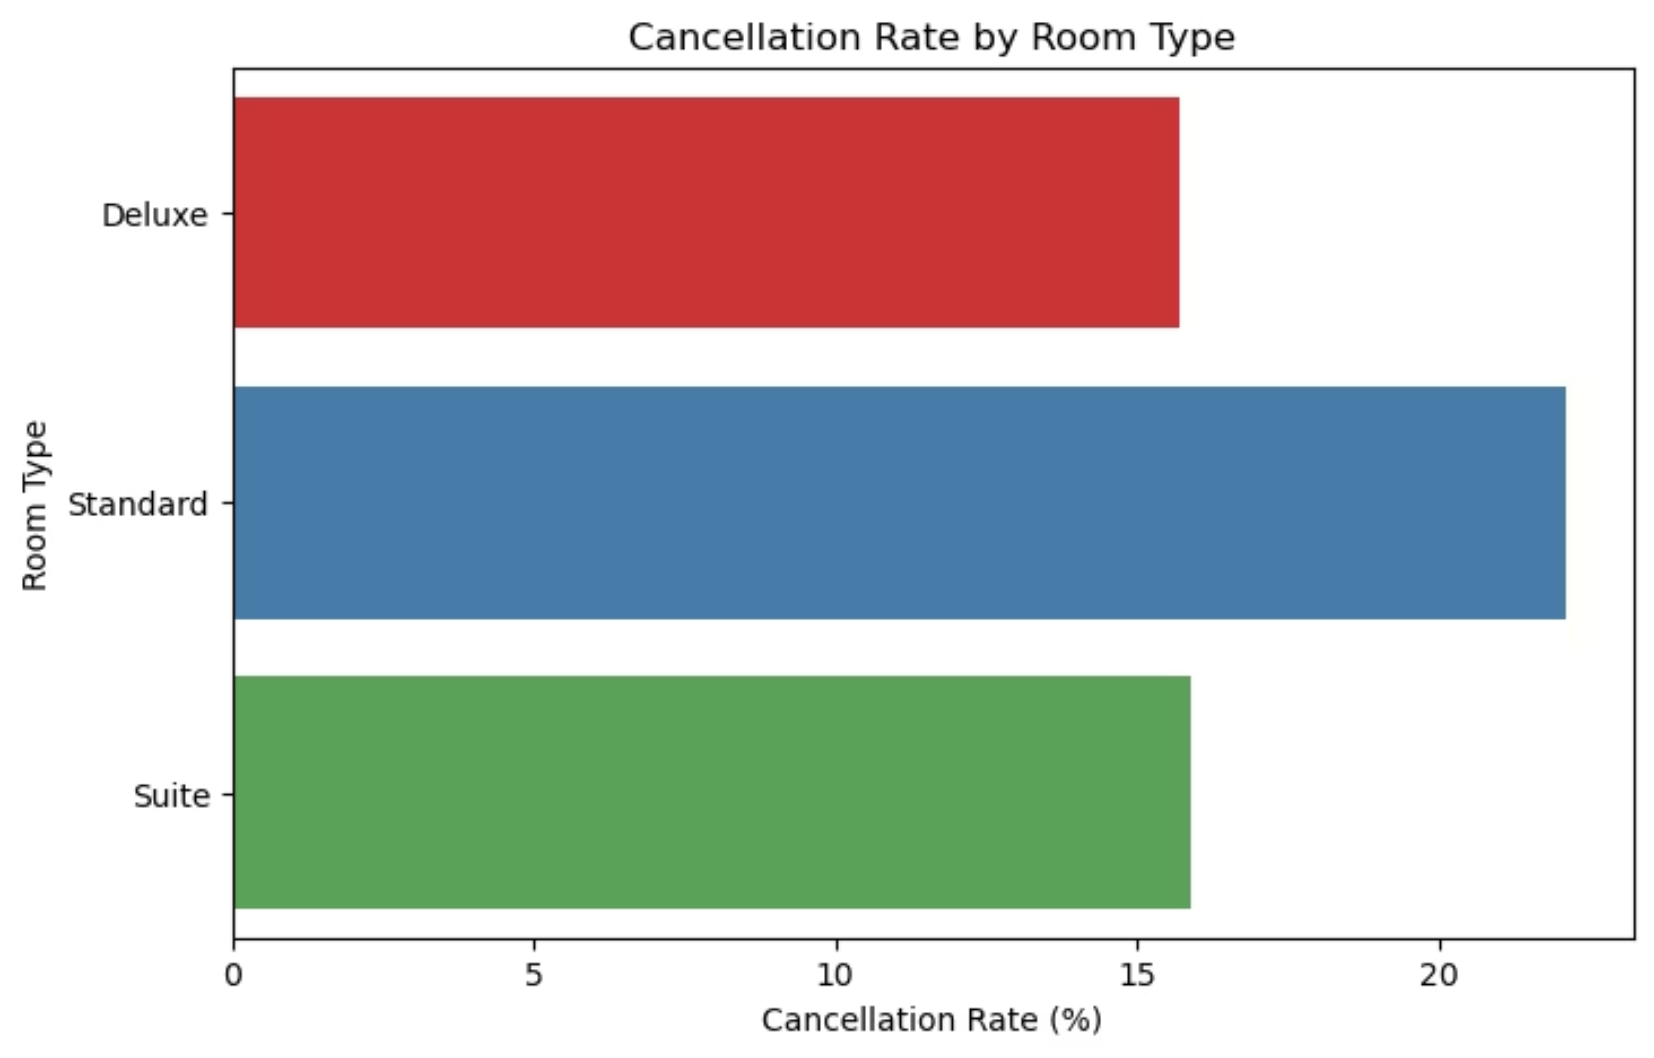 Cancellation Rate by Room Type
Room Type
Deluxe
Standard
Suite
0 5 10 15 20
Cancellation Rate (%)